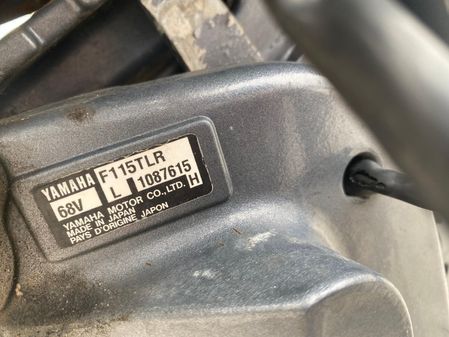 YAMAHA F115TLR
68V L 1087615 H
YAMAHA MOTOR CO.,LTD.
MADE IN JAPAN
PAYS D'ORIGINE JAPON